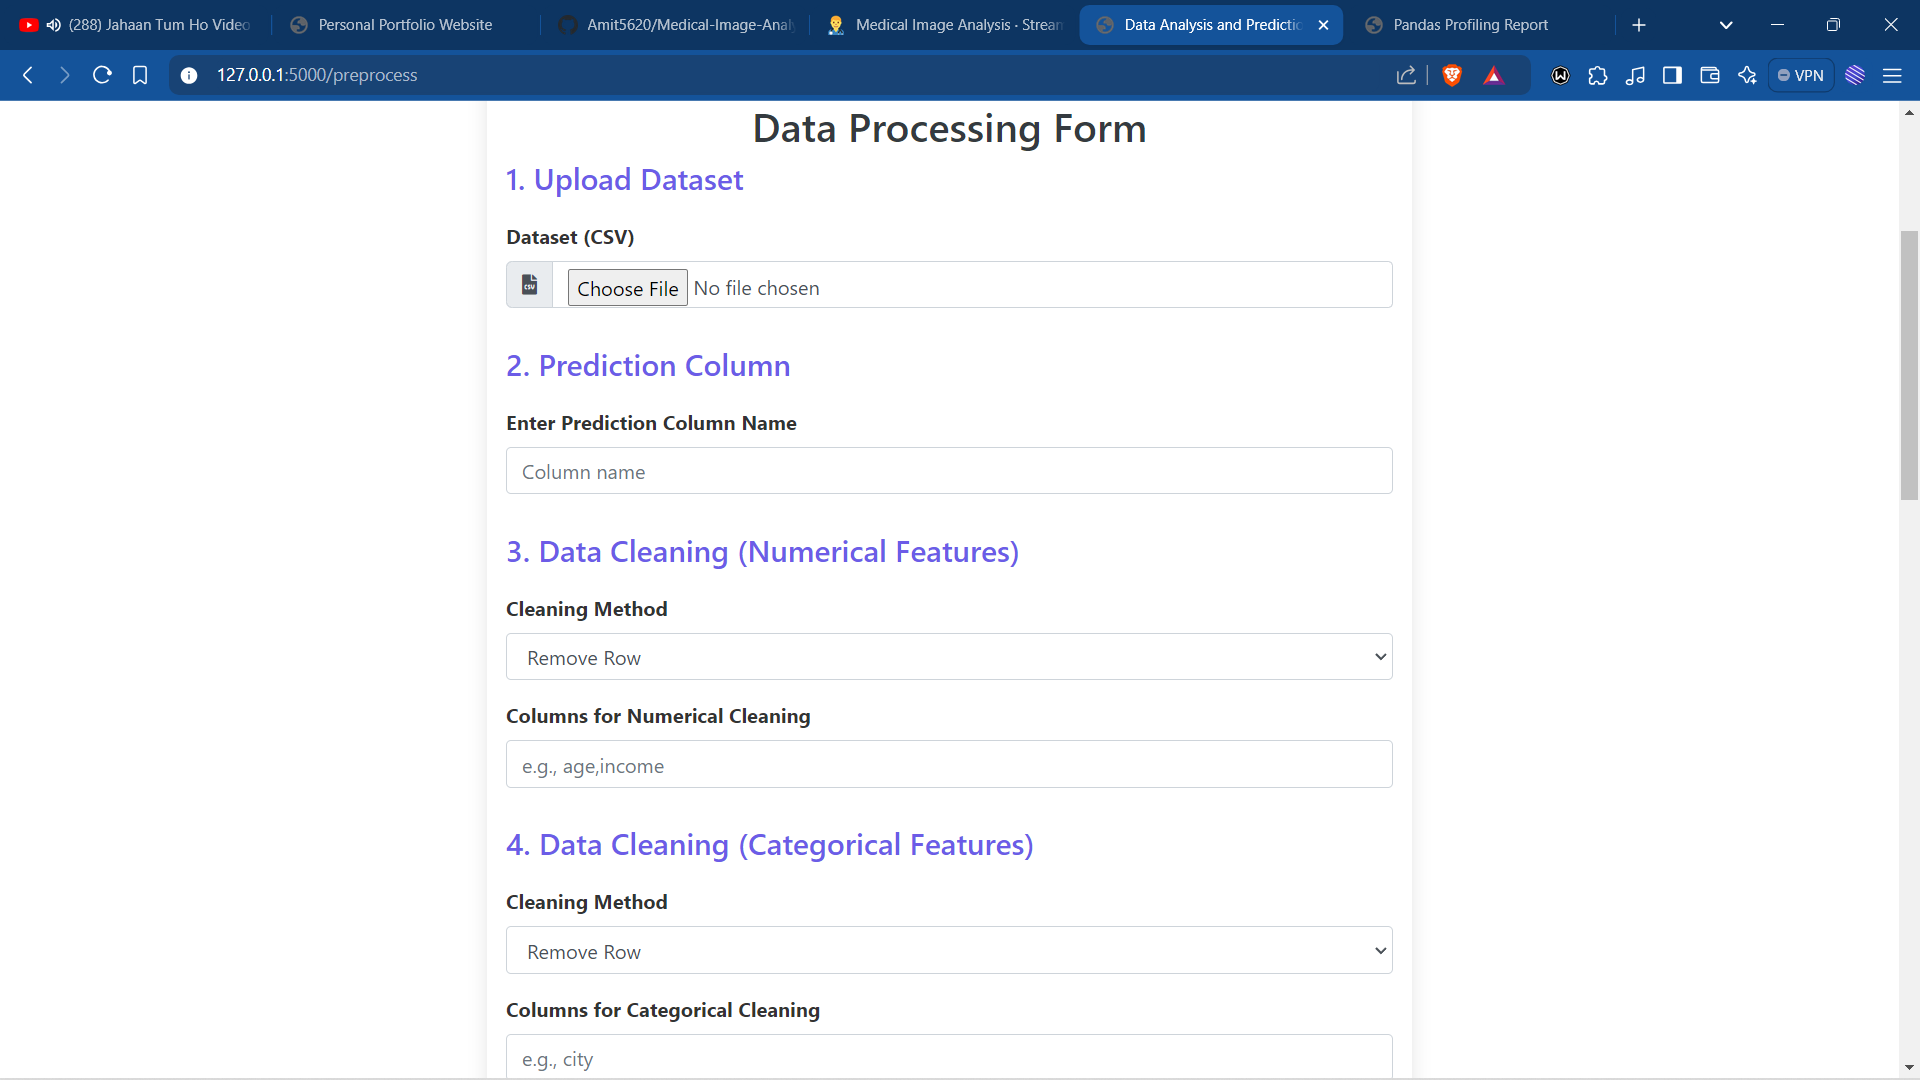 (288) Jahaan Tum Ho Video
Personal Portfolio Website
Amit5620/Medical-Image-Analy
Medical Image Analysis · Stream
Data Analysis and Predictio
Pandas Profiling Report
127.0.0.1:5000/preprocess
VPN
Data Processing Form
1. Upload Dataset
Dataset (CSV)
CSV
Choose File No file chosen
2. Prediction Column
Enter Prediction Column Name
Column name
3. Data Cleaning (Numerical Features)
Cleaning Method
Remove Row
Columns for Numerical Cleaning
e.g., age,income
4. Data Cleaning (Categorical Features)
Cleaning Method
Remove Row
Columns for Categorical Cleaning
e.g., city